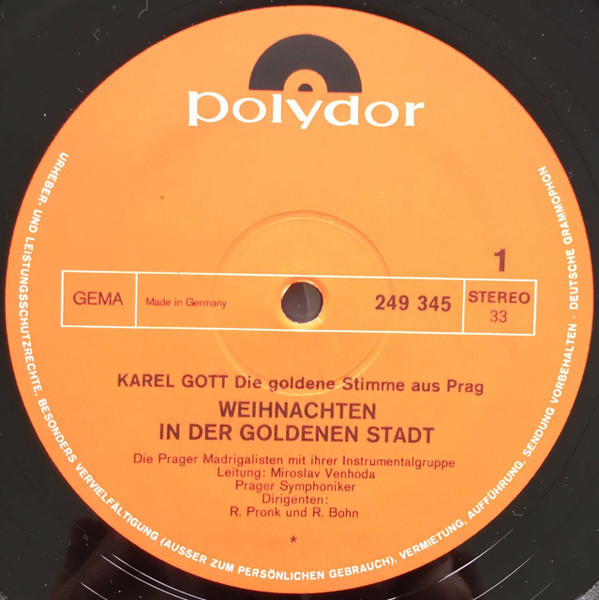 polydor
1
GEMA
Made in Germany
249 345
STEREO
33
KAREL GOTT Die goldene Stimme aus Prag
WEIHNACHTEN
IN DER GOLDENEN STADT
Die Prager Madrigalisten mit ihrer Instrumentalgruppe
Leitung: Miroslav Venhoda
Prager Symphoniker
Dirigenten:
R. Pronk und R. Bohn
*
URHEBER- UND LEISTUNGSSCHUTZRECHTE. BESONDERS VERVIELFÄLTIGUNG (AUSSER ZUM PERSÖNLICHEN GEBRAUCH), VERMIETUNG, AUFFÜHRUNG, SENDUNG VORBEHALTEN · DEUTSCHE GRAMMOPHON